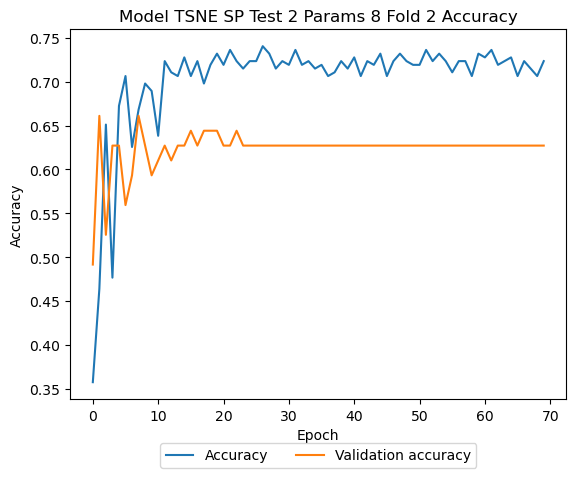 Model TSNE SP Test 2 Params 8 Fold 2 Accuracy
0.75
0.70
0.65
0.60
0.55
0.50
0.45
0.40
0.35
Accuracy
0 10 20 30 40 50 60 70
Epoch
Accuracy Validation accuracy